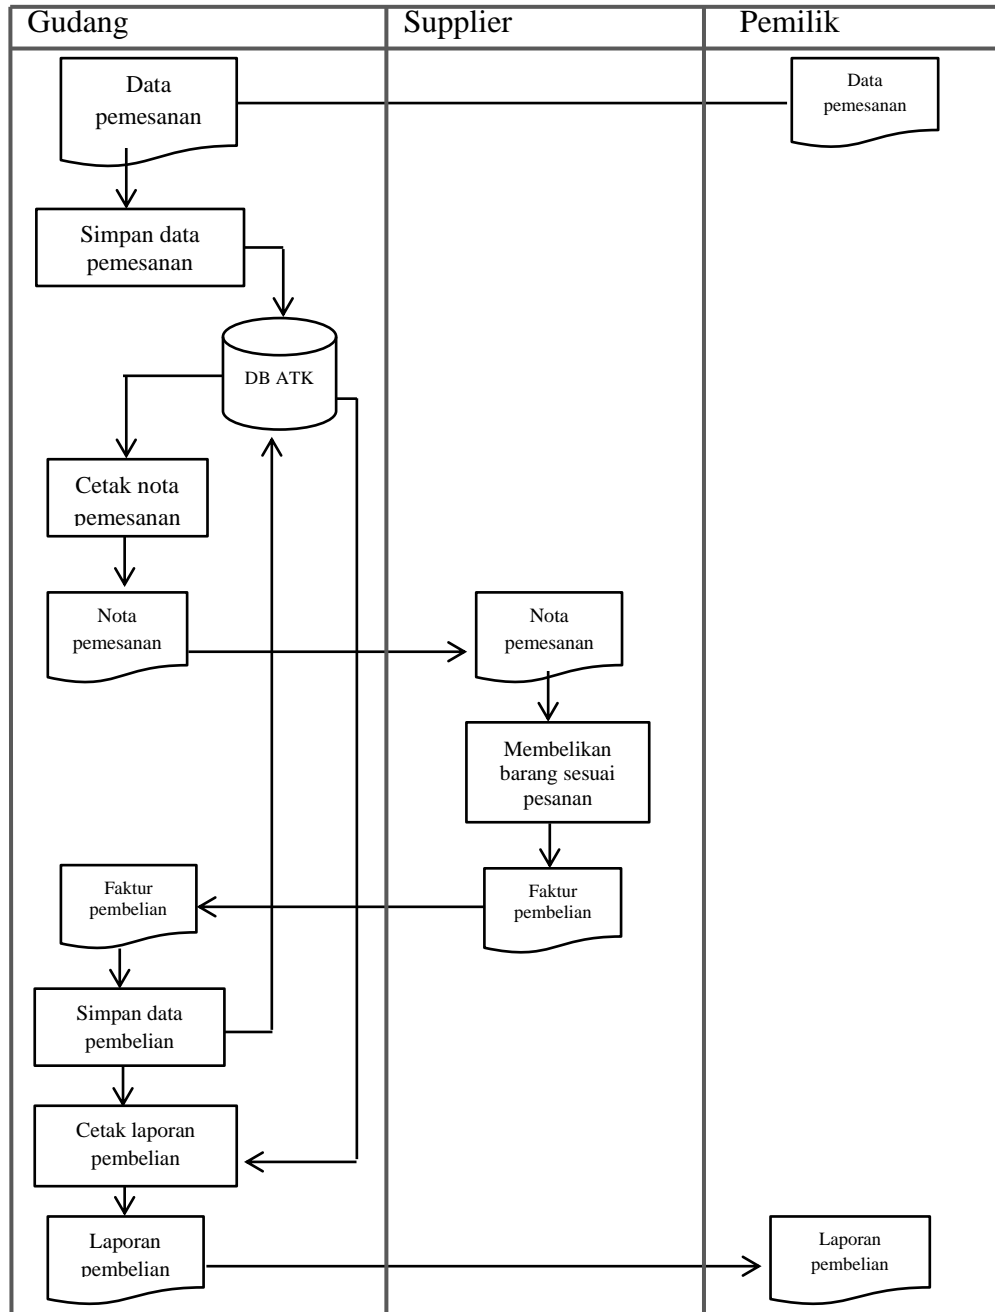 Gudang
Supplier
Pemilik
Data
pemesanan
Data
pemesanan
Simpan data
pemesanan
DB ATK
Cetak nota
pemesanan
Nota
pemesanan
Nota
pemesanan
Membelikan
barang sesuai
pesanan
Faktur
pembelian
Faktur
pembelian
Simpan data
pembelian
Cetak laporan
pembelian
Laporan
pembelian
Laporan
pembelian